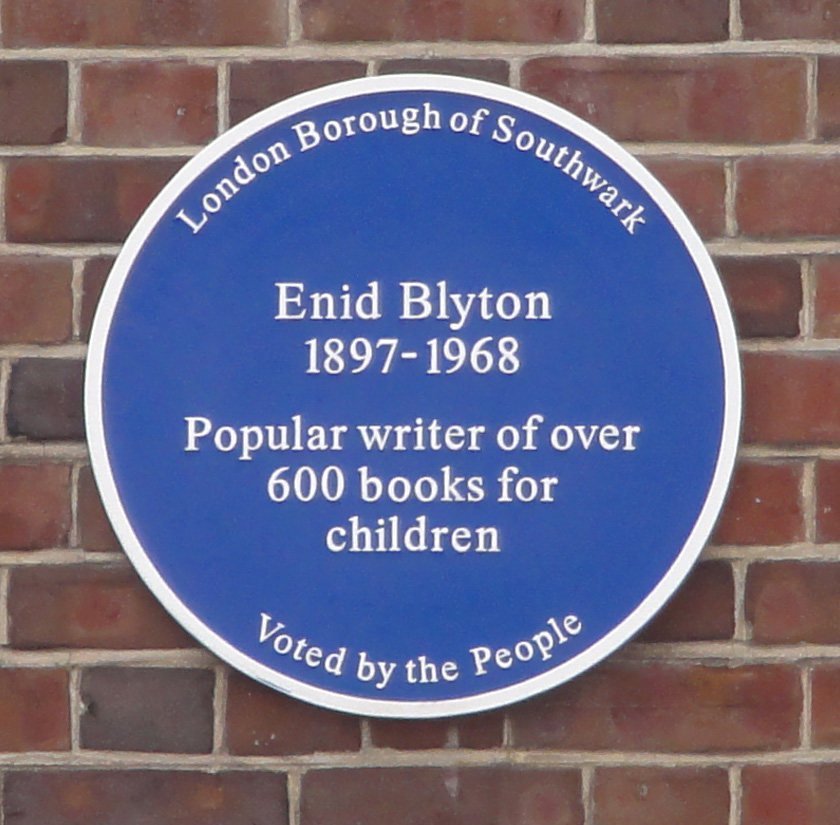 London Borough of Southwark
Enid Blyton
1897-1968
Popular writer of over
600 books for
children
Voted by the People